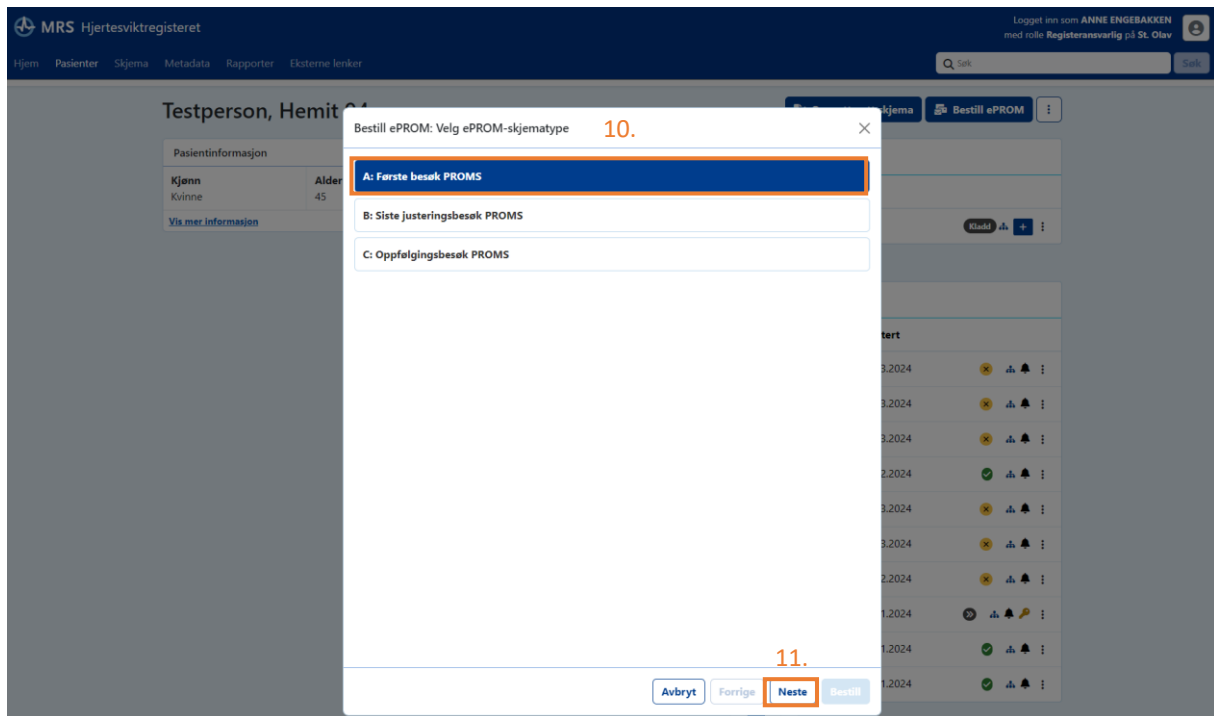 MRS Hjertesviktregisteret
Logget inn som ANNE ENGEBAKKEN
med rolle Registeransvarlig på St. Olav
Hjem Pasienter Skjema Metadata Rapporter Eksterne lenker
Søk
Søk
Testperson, Hemit
skjema
Bestill ePROM
Bestill ePROM: Velg ePROM-skjematype
10.
Pasientinformasjon
Kjønn
Alder
Kvinne
45
Vis mer informasjon
A: Første besøk PROMS
B: Siste justeringsbesøk PROMS
C: Oppfølgingsbesøk PROMS
Kladd
+
tert
3.2024
3.2024
3.2024
2.2024
3.2024
3.2024
2.2024
1.2024
1.2024
1.2024
11.
Avbryt
Forrige
Neste
Bestill